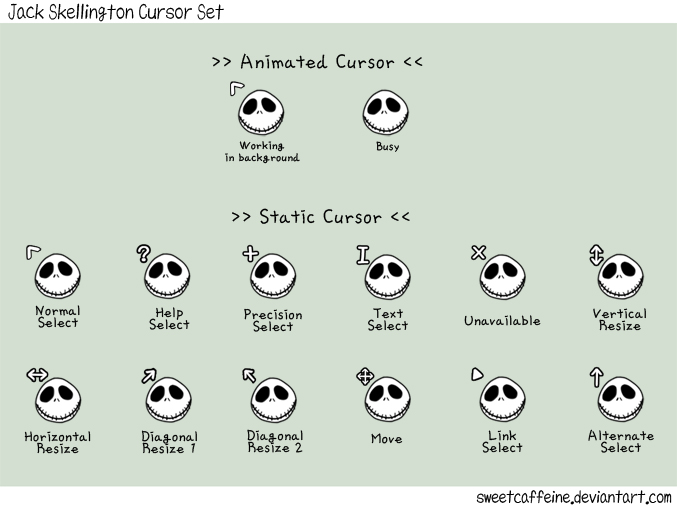 Jack Skellington Cursor Set
>> Animated Cursor <<
Working
in background
Busy
>> Static Cursor <<
Normal
Select
Help
Select
Precision
Select
Text
Select
Unavailable
Vertical
Resize
Horizontal
Resize
Diagonal
Resize 1
Diagonal
Resize 2
Move
Link
Select
Alternate
Select
sweetcaffeine.deviantart.com